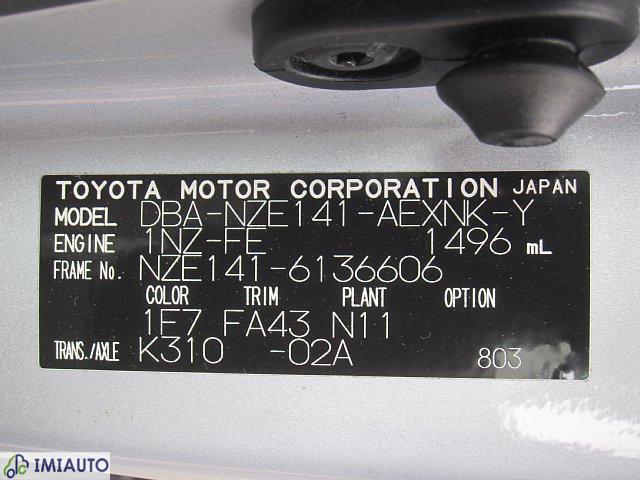 TOYOTA MOTOR CORPORATION JAPAN
MODEL DBA-NZE141-AEXNK-Y
ENGINE 1NZ-FE 1496 mL
FRAME No. NZE141-6136606
COLOR TRIM PLANT OPTION
1E7 FA43 N11
TRANS./AXLE K310 -02A 803
IMIAUTO